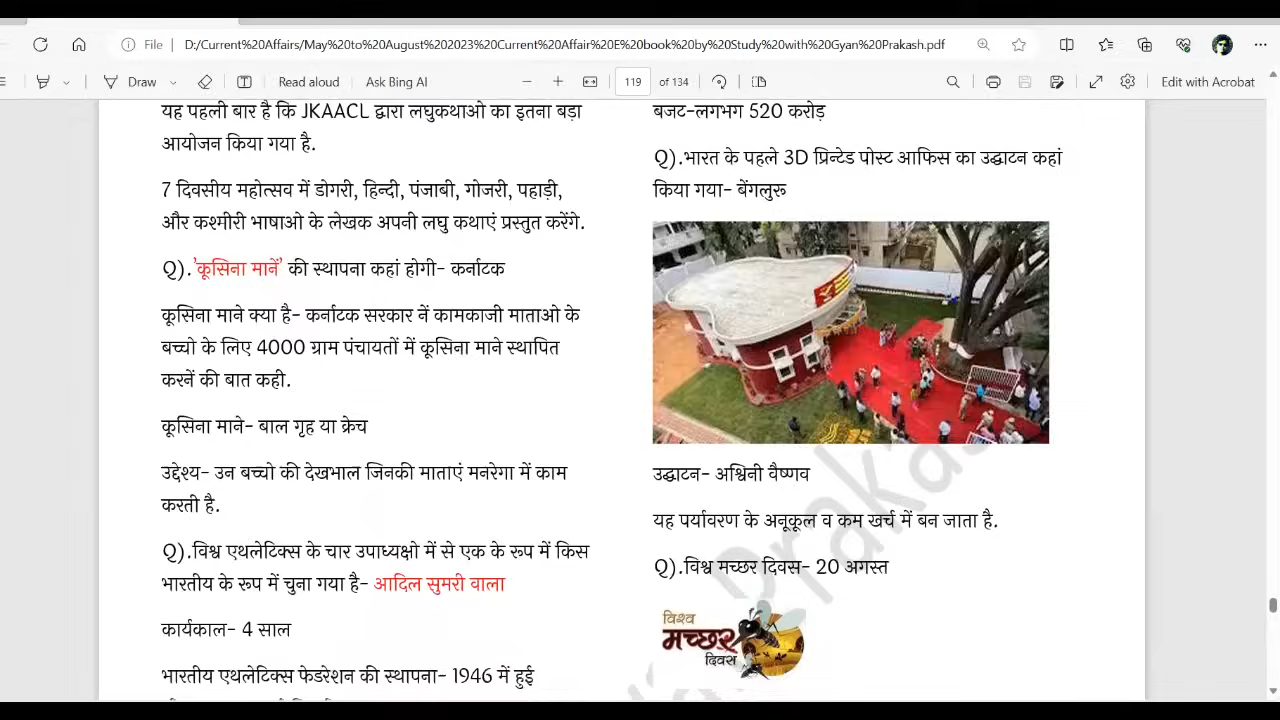 File
D:/Current%20Affairs/May%20to%20August%202023%20Current%20Affair%20E%20book%20by%20Study%20with%20Gyan%20Prakash.pdf
Draw
Read aloud
Ask Bing AI
119 of 134
Edit with Acrobat
यह पहली बार है कि JKAACL द्वारा लघुकथाओ का इतना बड़ा
आयोजन किया गया है.
7 दिवसीय महोत्सव में डोगरी, हिन्दी, पंजाबी, गोजरी, पहाड़ी,
और कश्मीरी भाषाओ के लेखक अपनी लघु कथाएं प्रस्तुत करेंगे.
Q).'कूसिना मानें' की स्थापना कहां होगी- कर्नाटक
कूसिना माने क्या है- कर्नाटक सरकार नें कामकाजी माताओ के
बच्चो के लिए 4000 ग्राम पंचायतों में कूसिना माने स्थापित
करनें की बात कही.
कूसिना माने- बाल गृह या क्रेच
उद्देश्य- उन बच्चो की देखभाल जिनकी माताएं मनरेगा में काम
करती है.
Q).विश्व एथलेटिक्स के चार उपाध्यक्षो में से एक के रूप में किस
भारतीय के रूप में चुना गया है- आदिल सुमरी वाला
कार्यकाल- 4 साल
भारतीय एथलेटिक्स फेडरेशन की स्थापना- 1946 में हुई
बजट-लगभग 520 करोड़
Q).भारत के पहले 3D प्रिन्टेड पोस्ट आफिस का उद्घाटन कहां
किया गया- बेंगलुरू
उद्घाटन- अश्विनी वैष्णव
यह पर्यावरण के अनूकूल व कम खर्च में बन जाता है.
Q).विश्व मच्छर दिवस- 20 अगस्त
विश्व
मच्छर
दिवस
Prakas